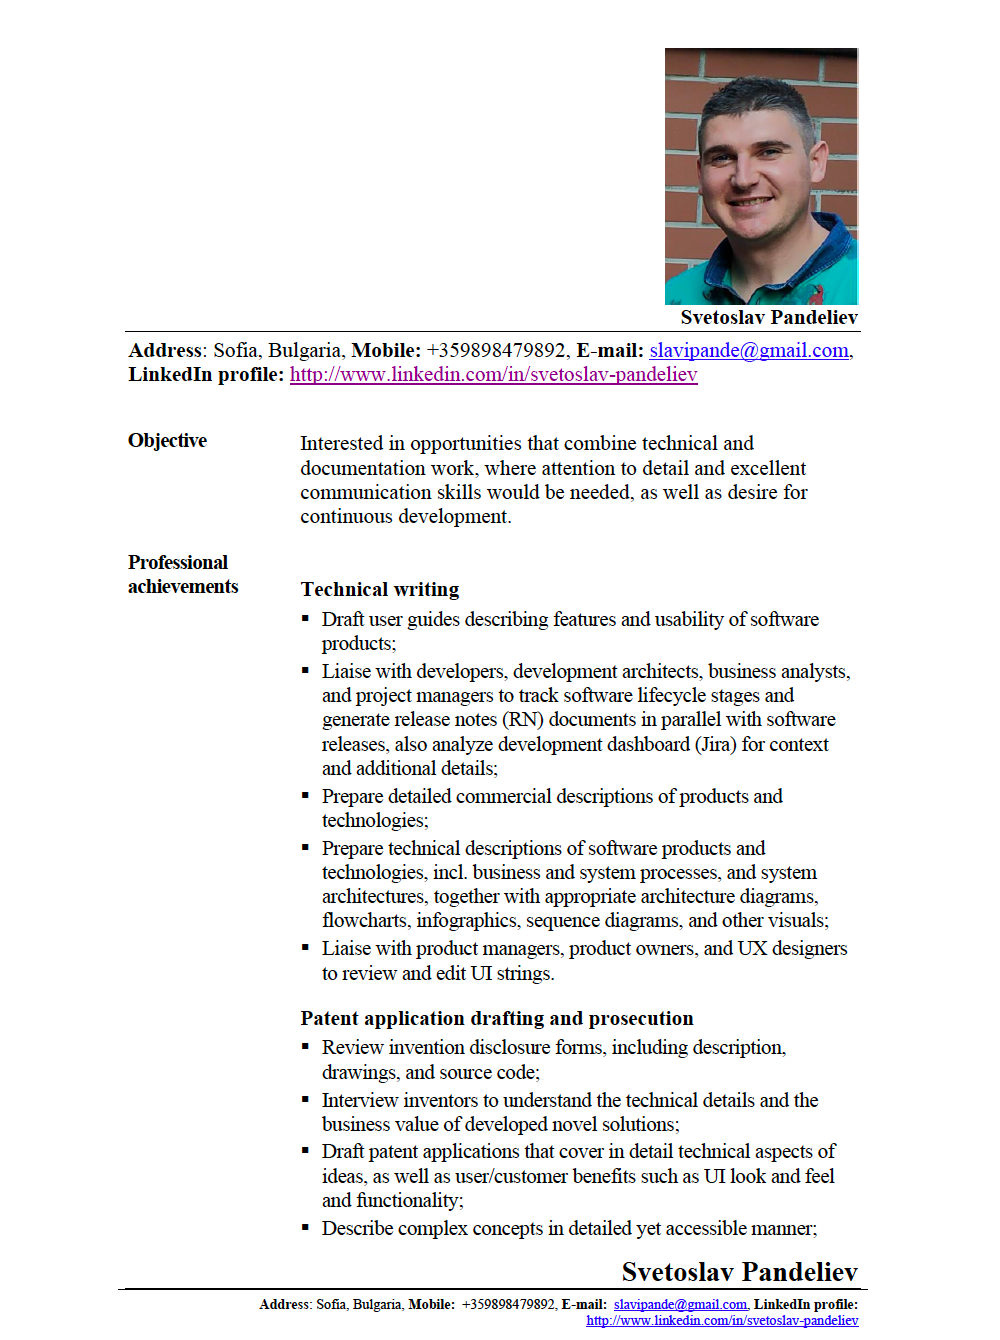 Svetoslav Pandeliev
Address: Sofia, Bulgaria, Mobile: +359898479892, E-mail: slavipande@gmail.com,
LinkedIn profile: http://www.linkedin.com/in/svetoslav-pandeliev
Objective
Interested in opportunities that combine technical and
documentation work, where attention to detail and excellent
communication skills would be needed, as well as desire for
continuous development.
Professional
achievements
Technical writing
▪ Draft user guides describing features and usability of software
products;
▪ Liaise with developers, development architects, business analysts,
and project managers to track software lifecycle stages and
generate release notes (RN) documents in parallel with software
releases, also analyze development dashboard (Jira) for context
and additional details;
▪ Prepare detailed commercial descriptions of products and
technologies;
▪ Prepare technical descriptions of software products and
technologies, incl. business and system processes, and system
architectures, together with appropriate architecture diagrams,
flowcharts, infographics, sequence diagrams, and other visuals;
▪ Liaise with product managers, product owners, and UX designers
to review and edit UI strings.
Patent application drafting and prosecution
▪ Review invention disclosure forms, including description,
drawings, and source code;
▪ Interview inventors to understand the technical details and the
business value of developed novel solutions;
▪ Draft patent applications that cover in detail technical aspects of
ideas, as well as user/customer benefits such as UI look and feel
and functionality;
▪ Describe complex concepts in detailed yet accessible manner;
Svetoslav Pandeliev
Address: Sofia, Bulgaria, Mobile: +359898479892, E-mail: slavipande@gmail.com, LinkedIn profile:
http://www.linkedin.com/in/svetoslav-pandeliev